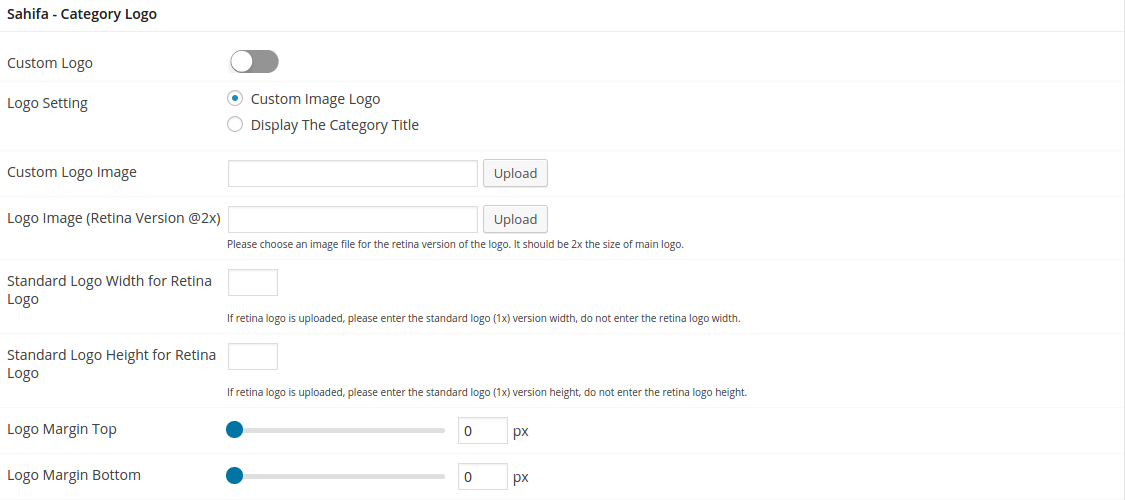 Sahifa - Category Logo
Custom Logo
Logo Setting
Custom Image Logo
Display The Category Title
Custom Logo Image
Upload
Logo Image (Retina Version @2x)
Upload
Please choose an image file for the retina version of the logo. It should be 2x the size of main logo.
Standard Logo Width for Retina
Logo
If retina logo is uploaded, please enter the standard logo (1x) version width, do not enter the retina logo width.
Standard Logo Height for Retina
Logo
If retina logo is uploaded, please enter the standard logo (1x) version height, do not enter the retina logo height.
Logo Margin Top
0 px
Logo Margin Bottom
0 px